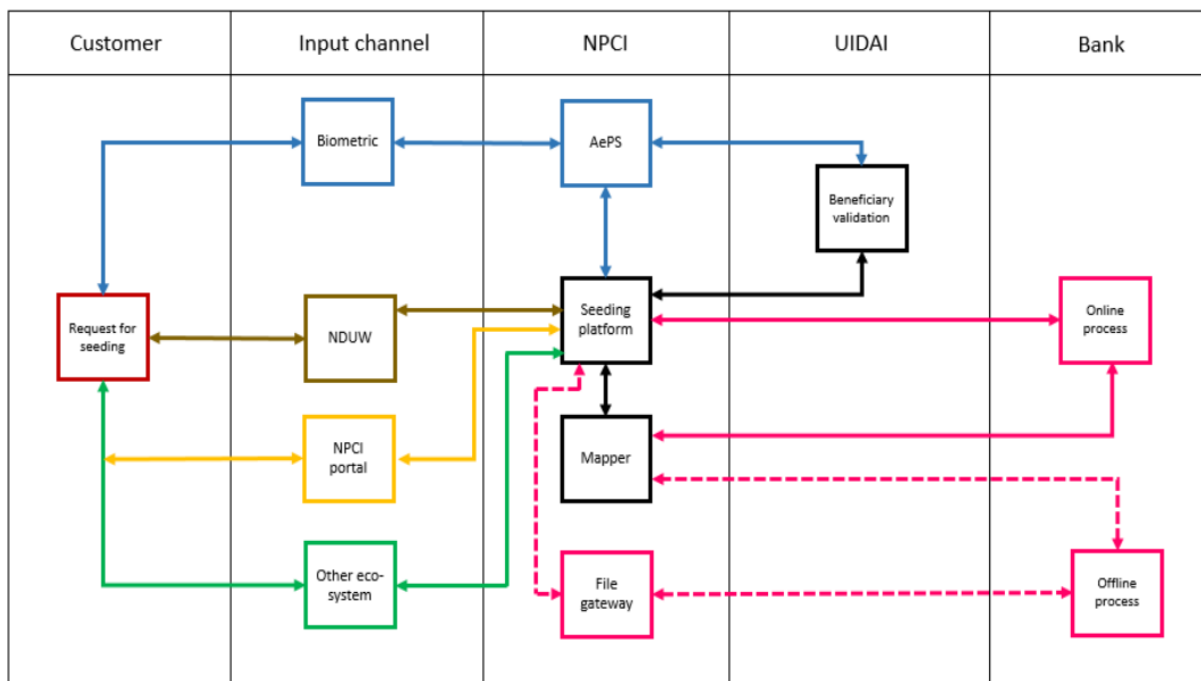 Customer
Input channel
NPCI
UIDAI
Bank
Biometric
AePS
Beneficiary
validation
Request for
seeding
NDUW
Seeding
platform
Online
process
NPCI
portal
Mapper
Other eco-
system
File
gateway
Offline
process